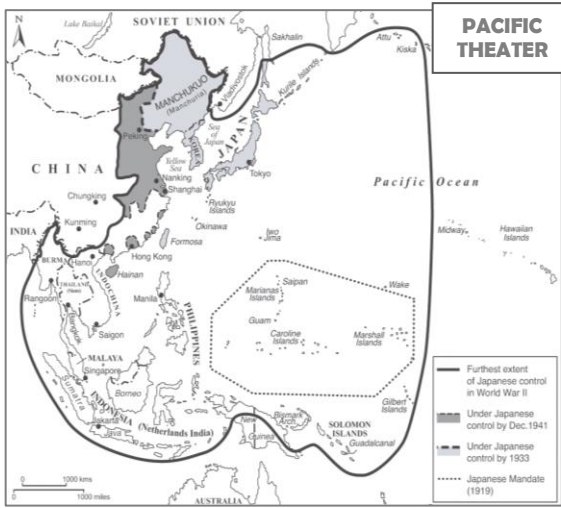 PACIFIC
THEATER
SOVIET UNION
Lake Baikal
N
MONGOLIA
MANCHUKUO
(Manchuria)
Vladivostok
Sakhalin
Attu
Kiska
Kurile Islands
Peking
KOREA
Sea
of
Japan
JAPAN
Tokyo
Yellow
Sea
CHINA
Nanking
Shanghai
Chungking
Kunming
Ryukyu
Islands
Okinawa
Iwo
Jima
Pacific Ocean
Midway
Hawaiian
Islands
INDIA
BURMA
Hanoi
Hong Kong
Formosa
Hainan
THAILAND
(Siam)
INDOCHINA
Rangoon
Bangkok
Saigon
Manila
PHILIPPINES
Saipan
Marianas
Islands
Guam
Wake
Caroline
Islands
Marshall
Islands
MALAYA
Singapore
Sumatra
Borneo
INDONESIA
(Netherlands India)
Jakarta
Java
New
Guinea
Bismarck
Arch.
SOLOMON
ISLANDS
Guadalcanal
Gilbert
Islands
AUSTRALIA
0 1000 kms
0 1000 miles
Furthest extent
of Japanese control
in World War II
Under Japanese
control by Dec.1941
Under Japanese
control by 1933
Japanese Mandate
(1919)